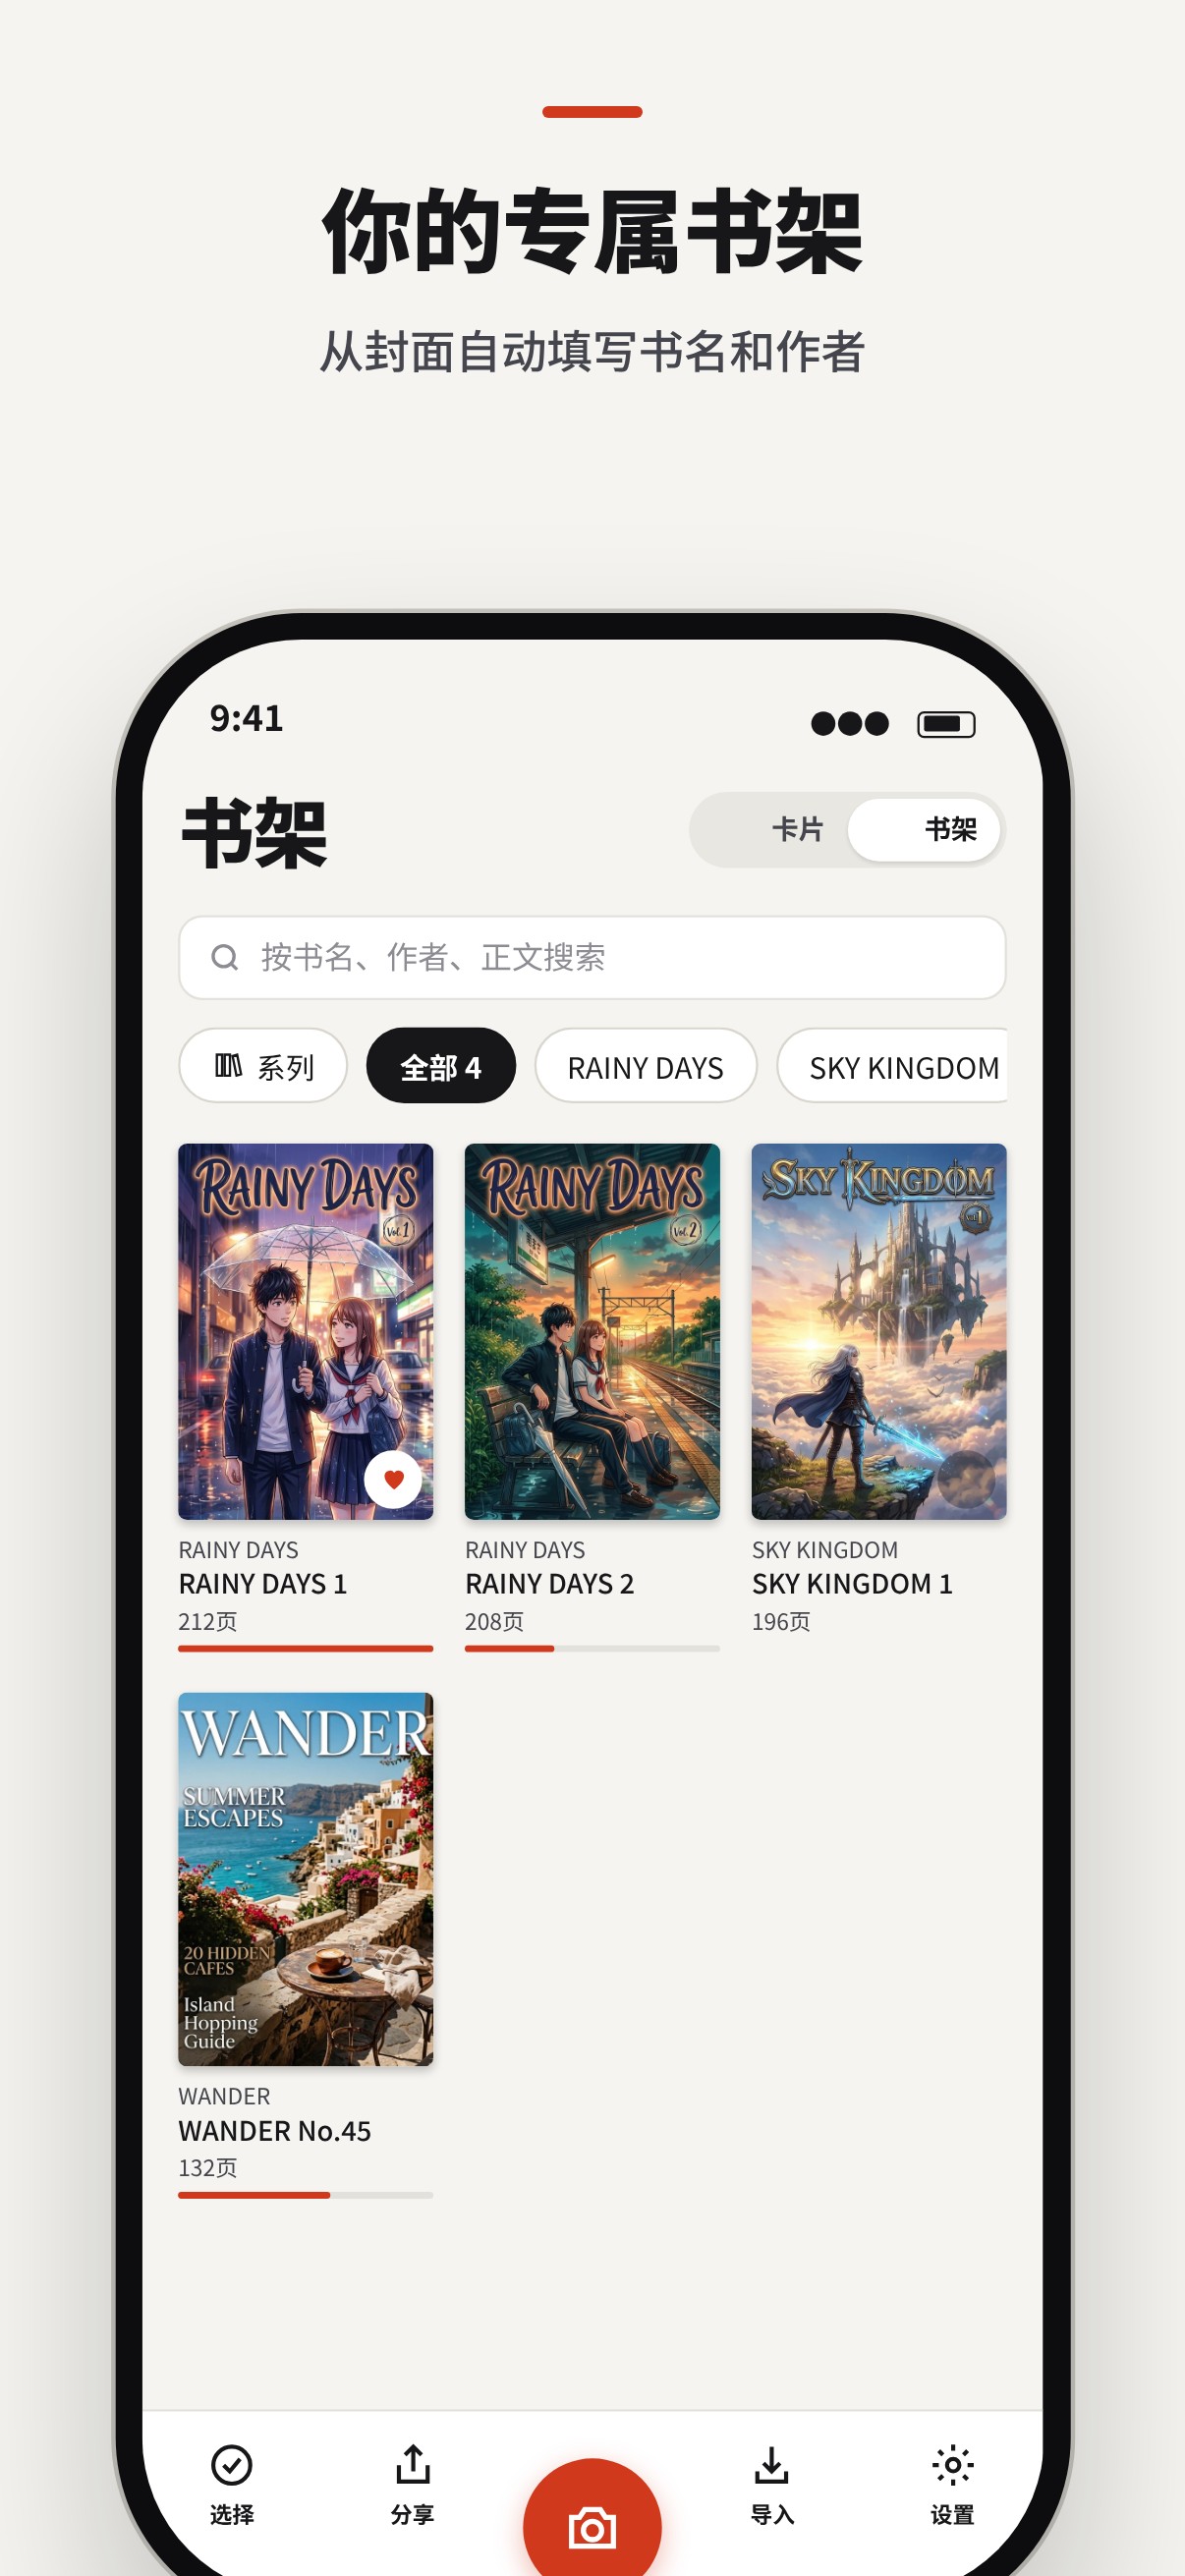 你的专属书架
从封面自动填写书名和作者
9:41
书架
卡片
书架
按书名、作者、正文搜索
系列
全部 4
RAINY DAYS
SKY KINGDOM
RAINY DAYS
Vol.1
RAINY DAYS
Vol.2
SKY KINGDOM
Vol.1
RAINY DAYS
RAINY DAYS 1
212页
RAINY DAYS
RAINY DAYS 2
208页
SKY KINGDOM
SKY KINGDOM 1
196页
WANDER
SUMMER
ESCAPES
20 HIDDEN
CAFES
Island
Hopping
Guide
WANDER
WANDER No.45
132页
选择
分享
导入
设置